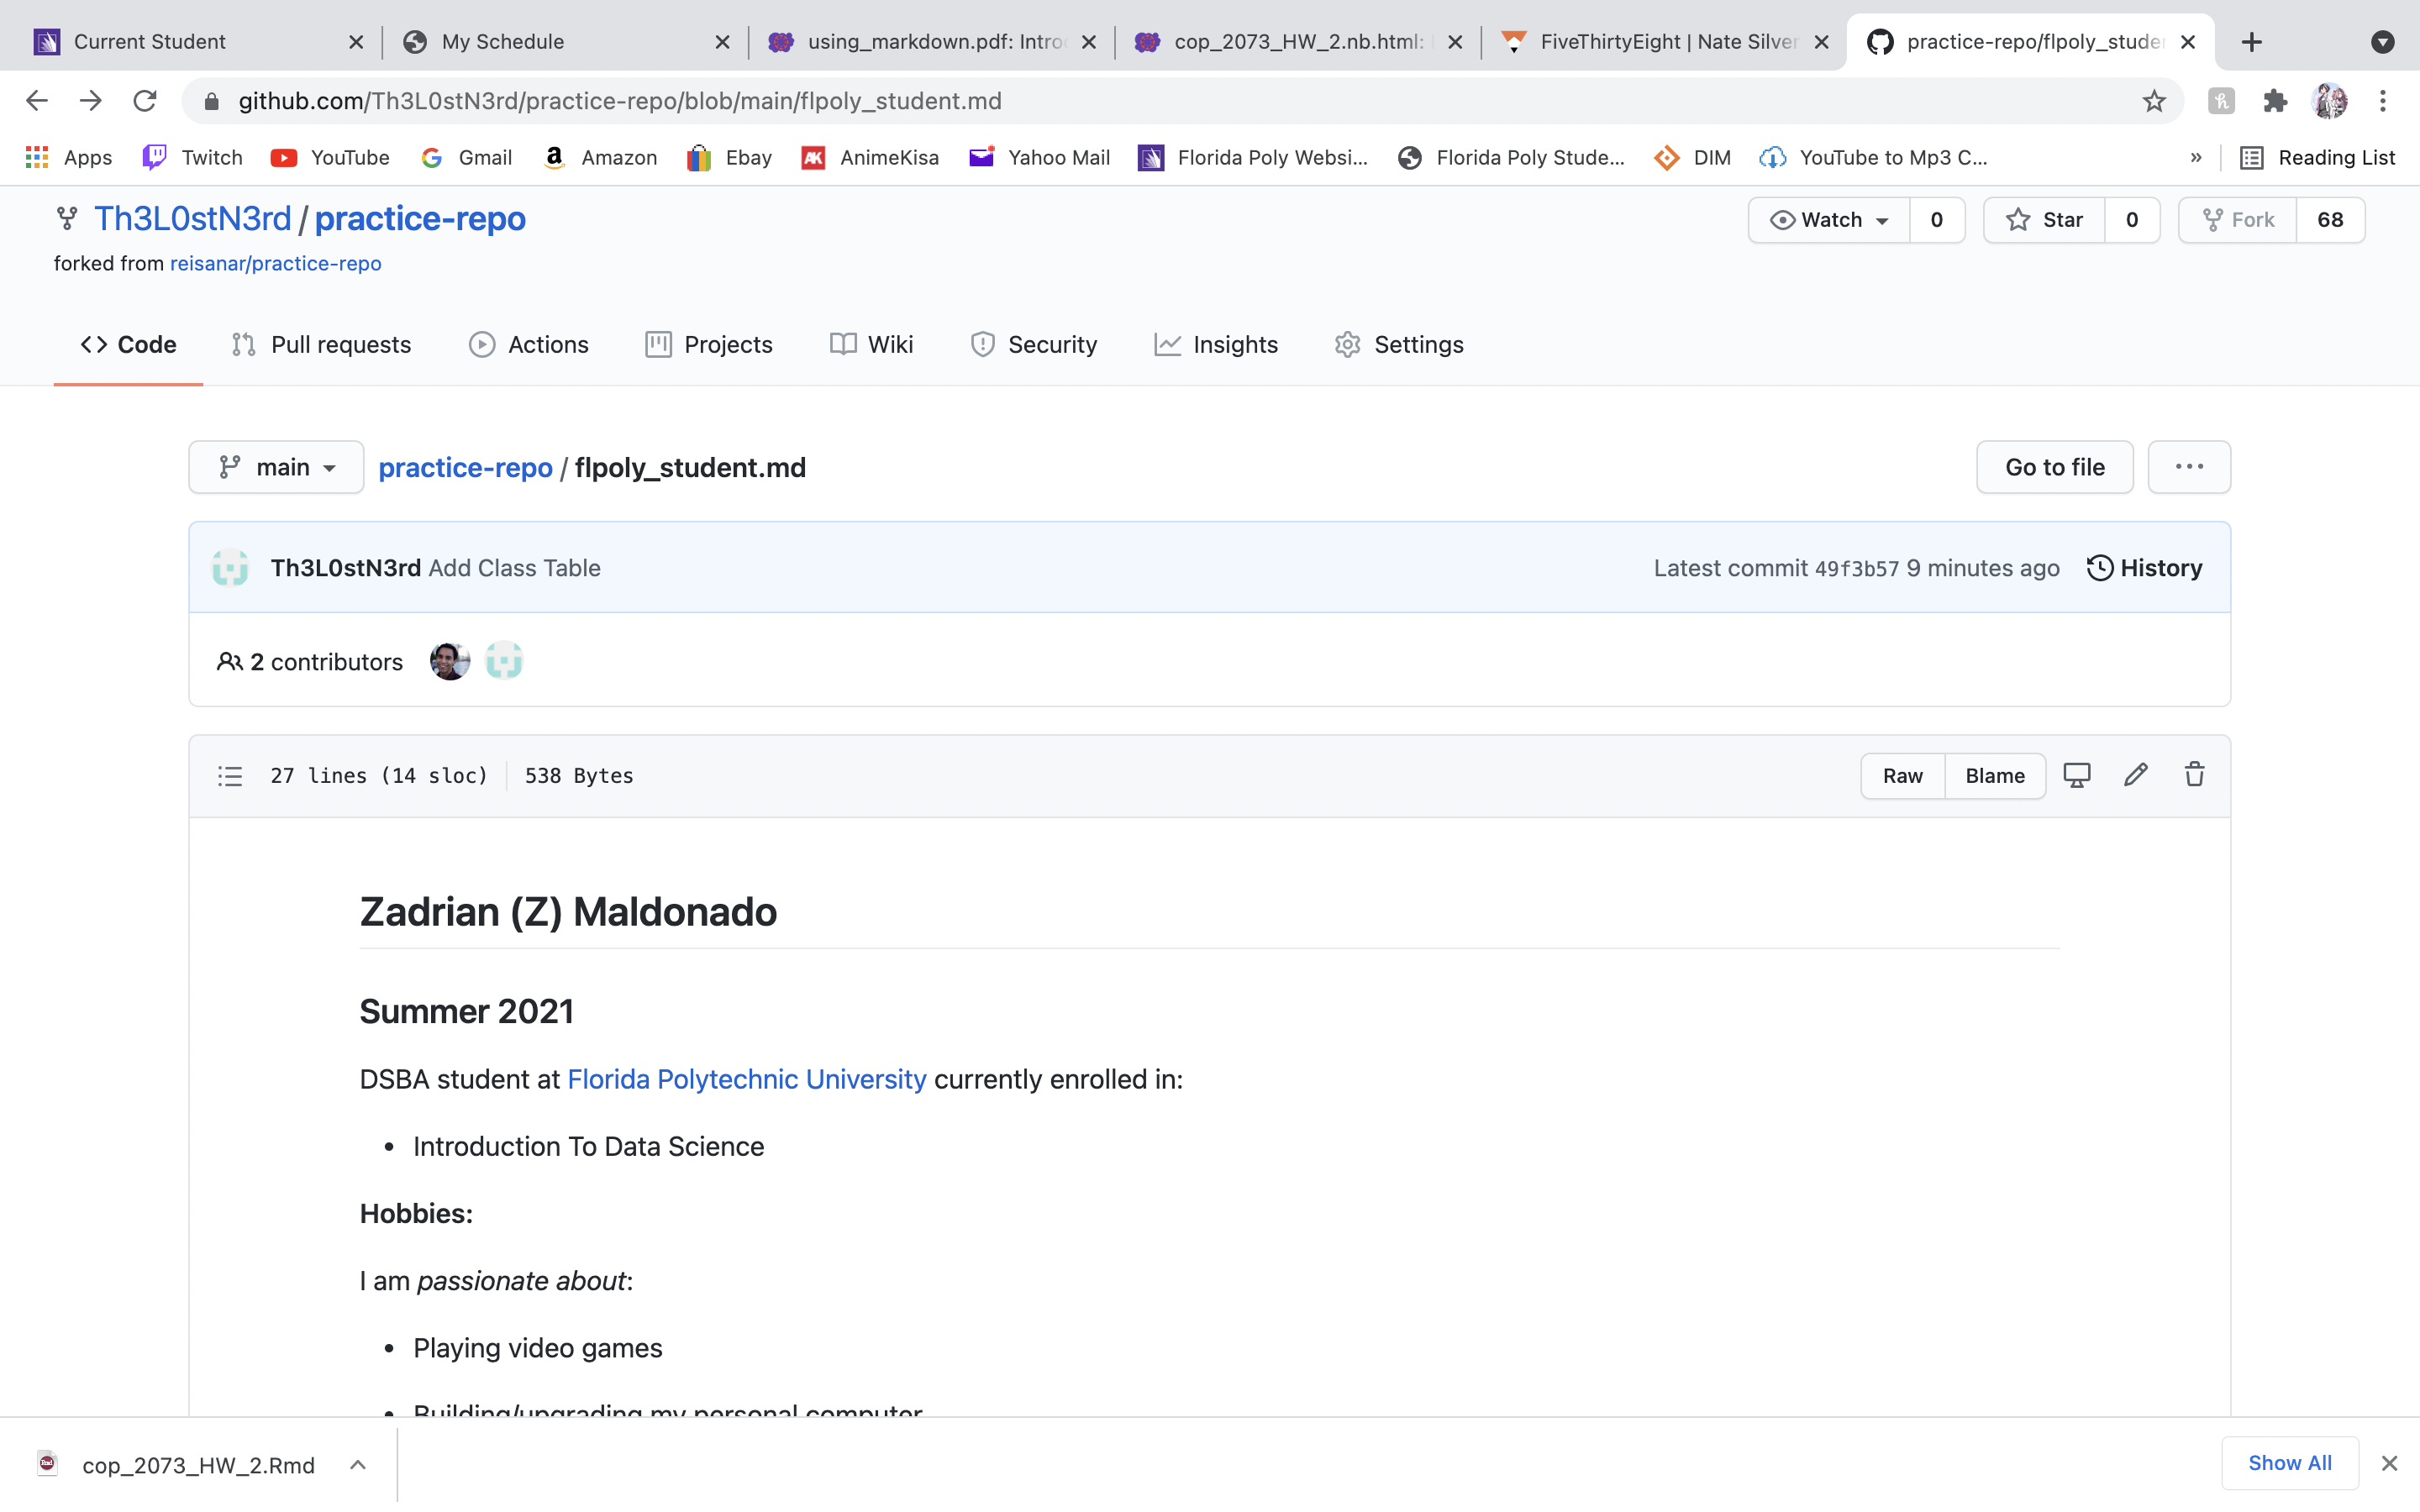 Current Student
My Schedule
using_markdown.pdf: Intro
cop_2073_HW_2.nb.html:
FiveThirtyEight | Nate Silver
practice-repo/flpoly_stude
github.com/Th3L0stN3rd/practice-repo/blob/main/flpoly_student.md
Apps
Twitch
YouTube
Gmail
Amazon
Ebay
AnimeKisa
Yahoo Mail
Florida Poly Websi...
Florida Poly Stude...
DIM
YouTube to Mp3 C...
»
Reading List
Th3L0stN3rd / practice-repo
Watch 0
Star 0
Fork 68
forked from reisanar/practice-repo
Code
Pull requests
Actions
Projects
Wiki
Security
Insights
Settings
main
practice-repo / flpoly_student.md
Go to file
...
Th3L0stN3rd Add Class Table
Latest commit 49f3b57 9 minutes ago
History
2 contributors
27 lines (14 sloc)
538 Bytes
Raw
Blame
Zadrian (Z) Maldonado
Summer 2021
DSBA student at Florida Polytechnic University currently enrolled in:
• Introduction To Data Science
Hobbies:
I am passionate about:
• Playing video games
• Building/upgrading my personal computer
cop_2073_HW_2.Rmd
Show All